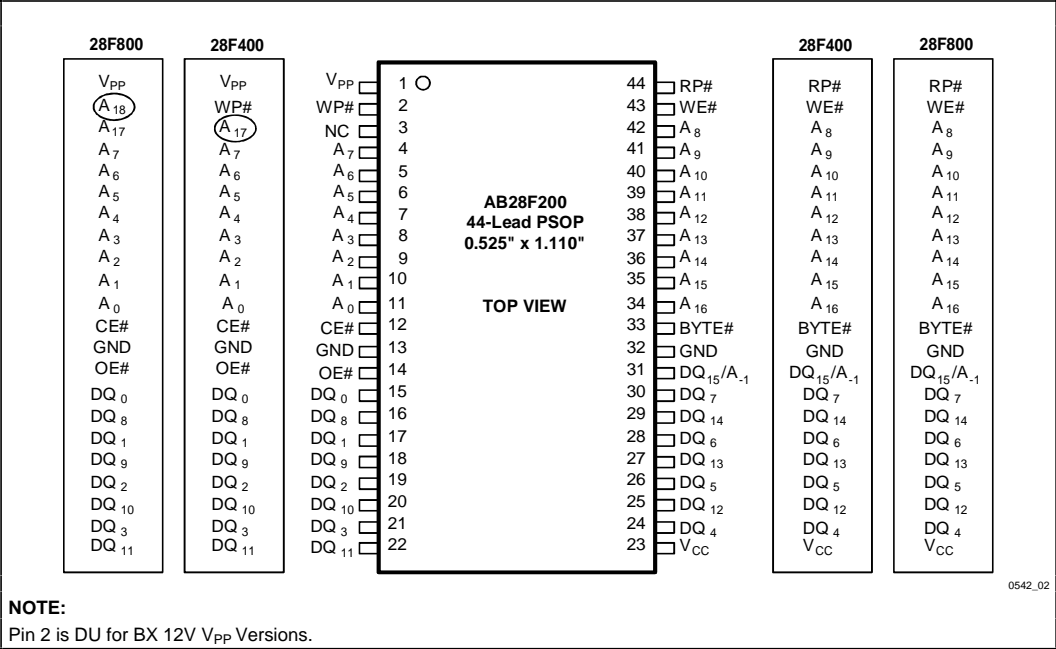 28F800 28F400 28F400 28F800
VPP VPP VPP 1 44 RP# RP# RP#
A18 WP# WP# 2 43 WE# WE# WE#
A17 A17 NC 3 42 A8 A8 A8
A7 A7 A7 4 41 A9 A9 A9
A6 A6 A6 5 40 A10 A10 A10
A5 A5 A5 6 39 A11 A11 A11
A4 A4 A4 7 38 A12 A12 A12
A3 A3 A3 8 37 A13 A13 A13
A2 A2 A2 9 36 A14 A14 A14
A1 A1 A1 10 35 A15 A15 A15
A0 A0 A0 11 34 A16 A16 A16
CE# CE# CE# 12 33 BYTE# BYTE# BYTE#
GND GND GND 13 32 GND GND GND
OE# OE# OE# 14 31 DQ15/A-1 DQ15/A-1 DQ15/A-1
DQ0 DQ0 DQ0 15 30 DQ7 DQ7 DQ7
DQ8 DQ8 DQ8 16 29 DQ14 DQ14 DQ14
DQ1 DQ1 DQ1 17 28 DQ6 DQ6 DQ6
DQ9 DQ9 DQ9 18 27 DQ13 DQ13 DQ13
DQ2 DQ2 DQ2 19 26 DQ5 DQ5 DQ5
DQ10 DQ10 DQ10 20 25 DQ12 DQ12 DQ12
DQ3 DQ3 DQ3 21 24 DQ4 DQ4 DQ4
DQ11 DQ11 DQ11 22 23 VCC VCC VCC
AB28F200
44-Lead PSOP
0.525" x 1.110"
TOP VIEW
0542_02
NOTE:
Pin 2 is DU for BX 12V VPP Versions.